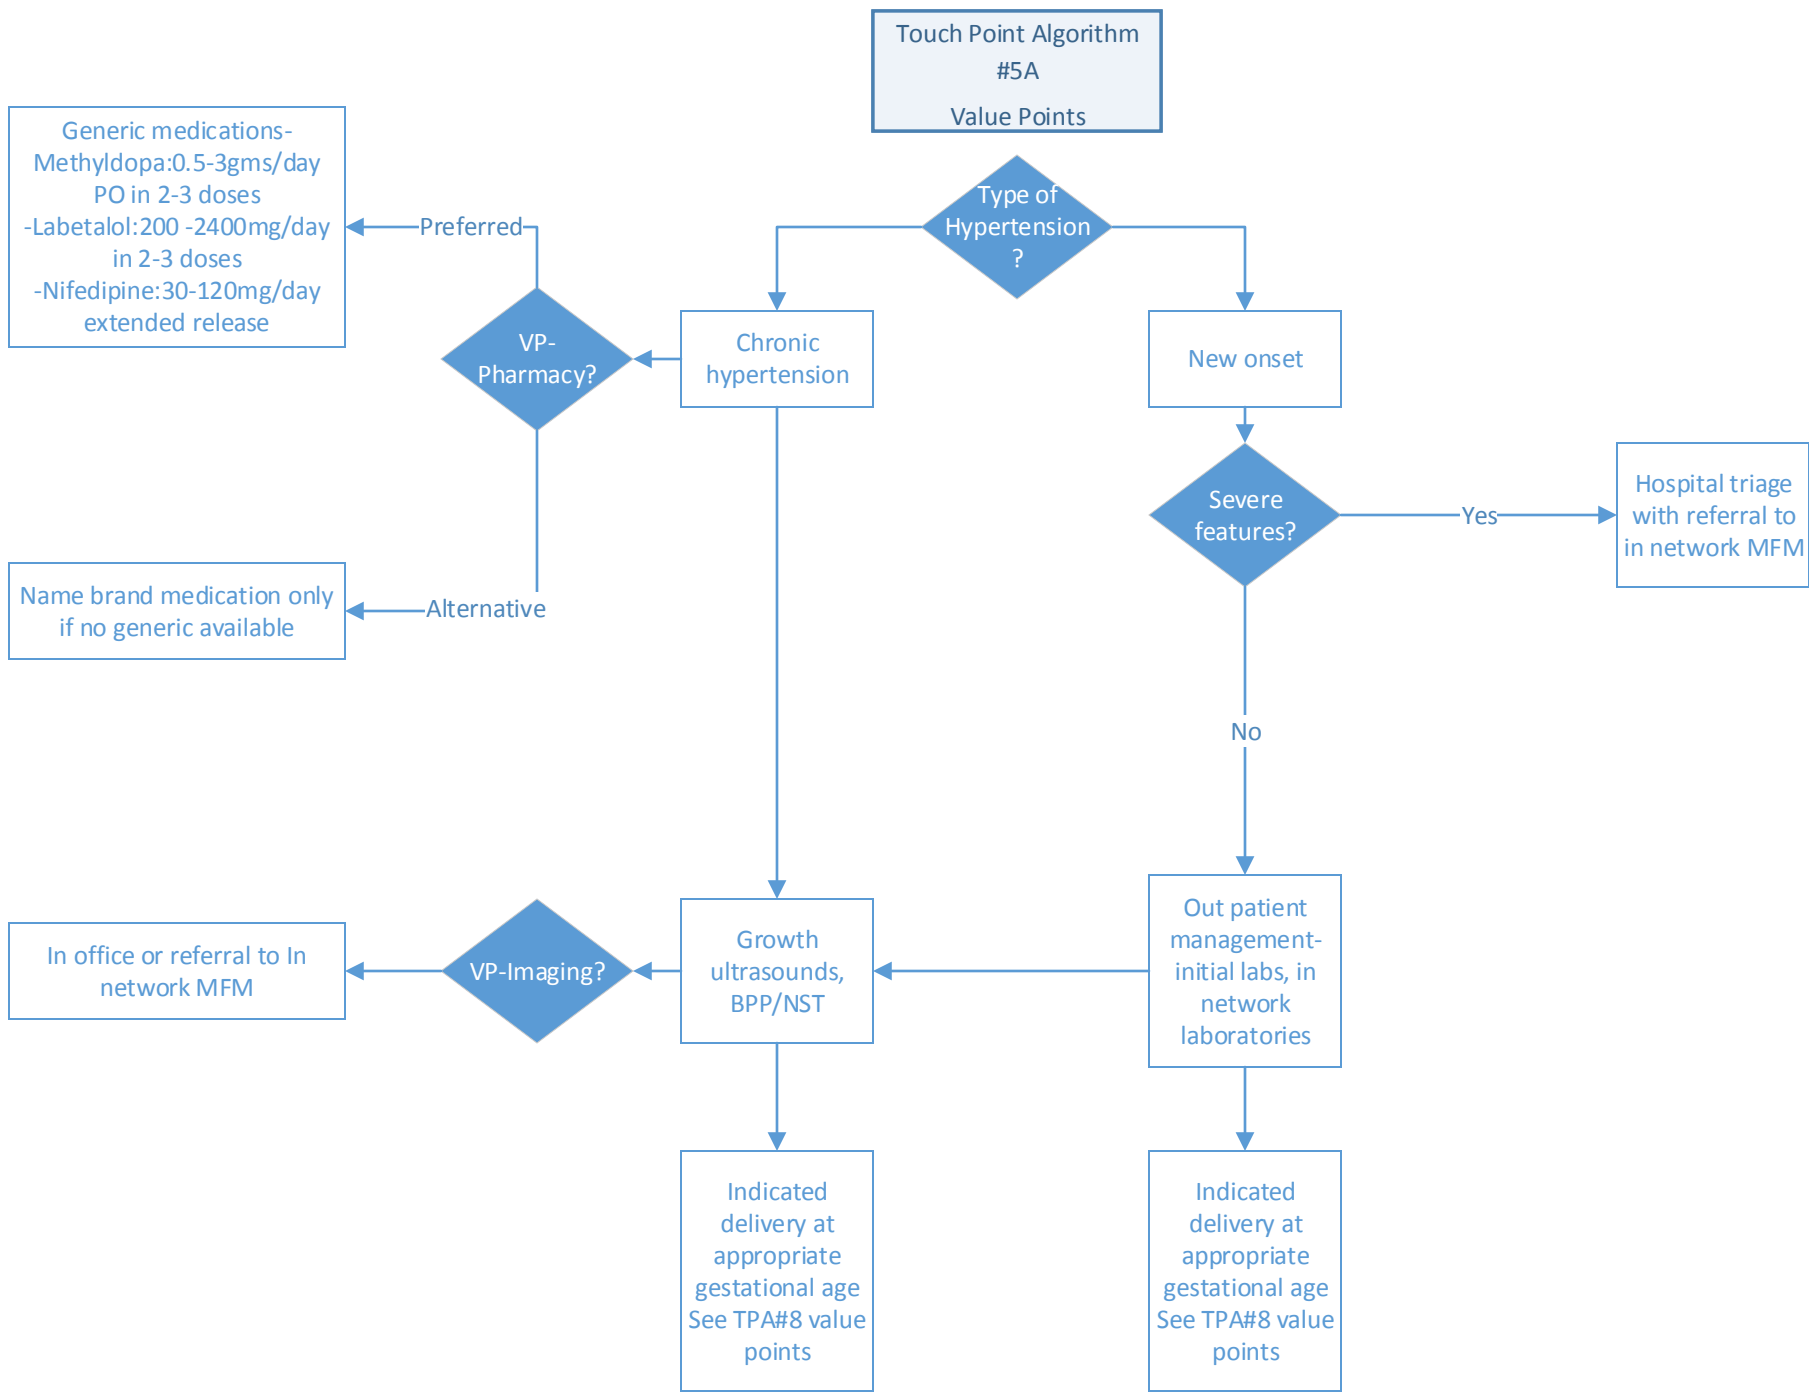 Touch Point Algorithm
#5A
Value Points
Generic medications-
Methyldopa:0.5-3gms/day
PO in 2-3 doses
-Labetalol:200 -2400mg/day
in 2-3 doses
-Nifedipine:30-120mg/day
extended release
Preferred
Type of
Hypertension
?
VP-
Pharmacy?
Chronic
hypertension
New onset
Severe
features?
Yes
Hospital triage
with referral to
in network MFM
Name brand medication only
if no generic available
Alternative
No
In office or referral to In
network MFM
VP-Imaging?
Growth
ultrasounds,
BPP/NST
Out patient
management-
initial labs, in
network
laboratories
Indicated
delivery at
appropriate
gestational age
See TPA#8 value
points
Indicated
delivery at
appropriate
gestational age
See TPA#8 value
points